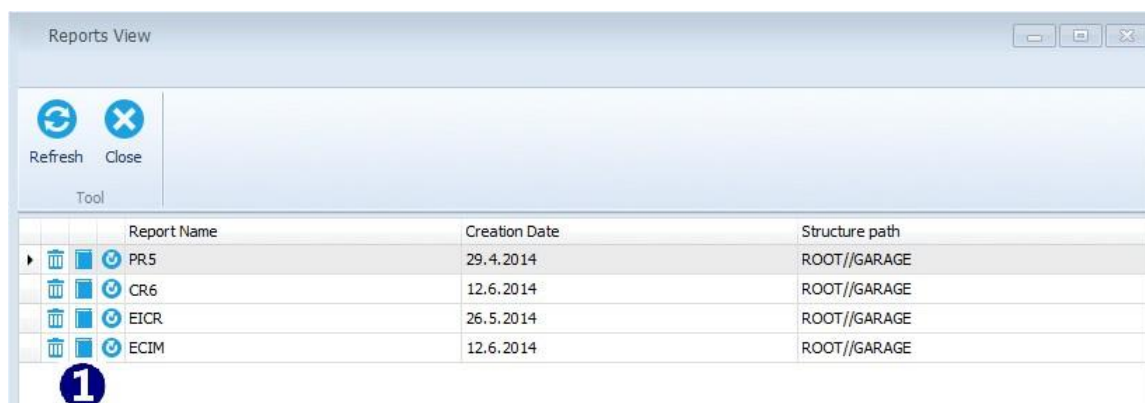 Reports View
Refresh Close
Tool
Report Name Creation Date Structure path
PR5 29.4.2014 ROOT//GARAGE
CR6 12.6.2014 ROOT//GARAGE
EICR 26.5.2014 ROOT//GARAGE
ECIM 12.6.2014 ROOT//GARAGE
1